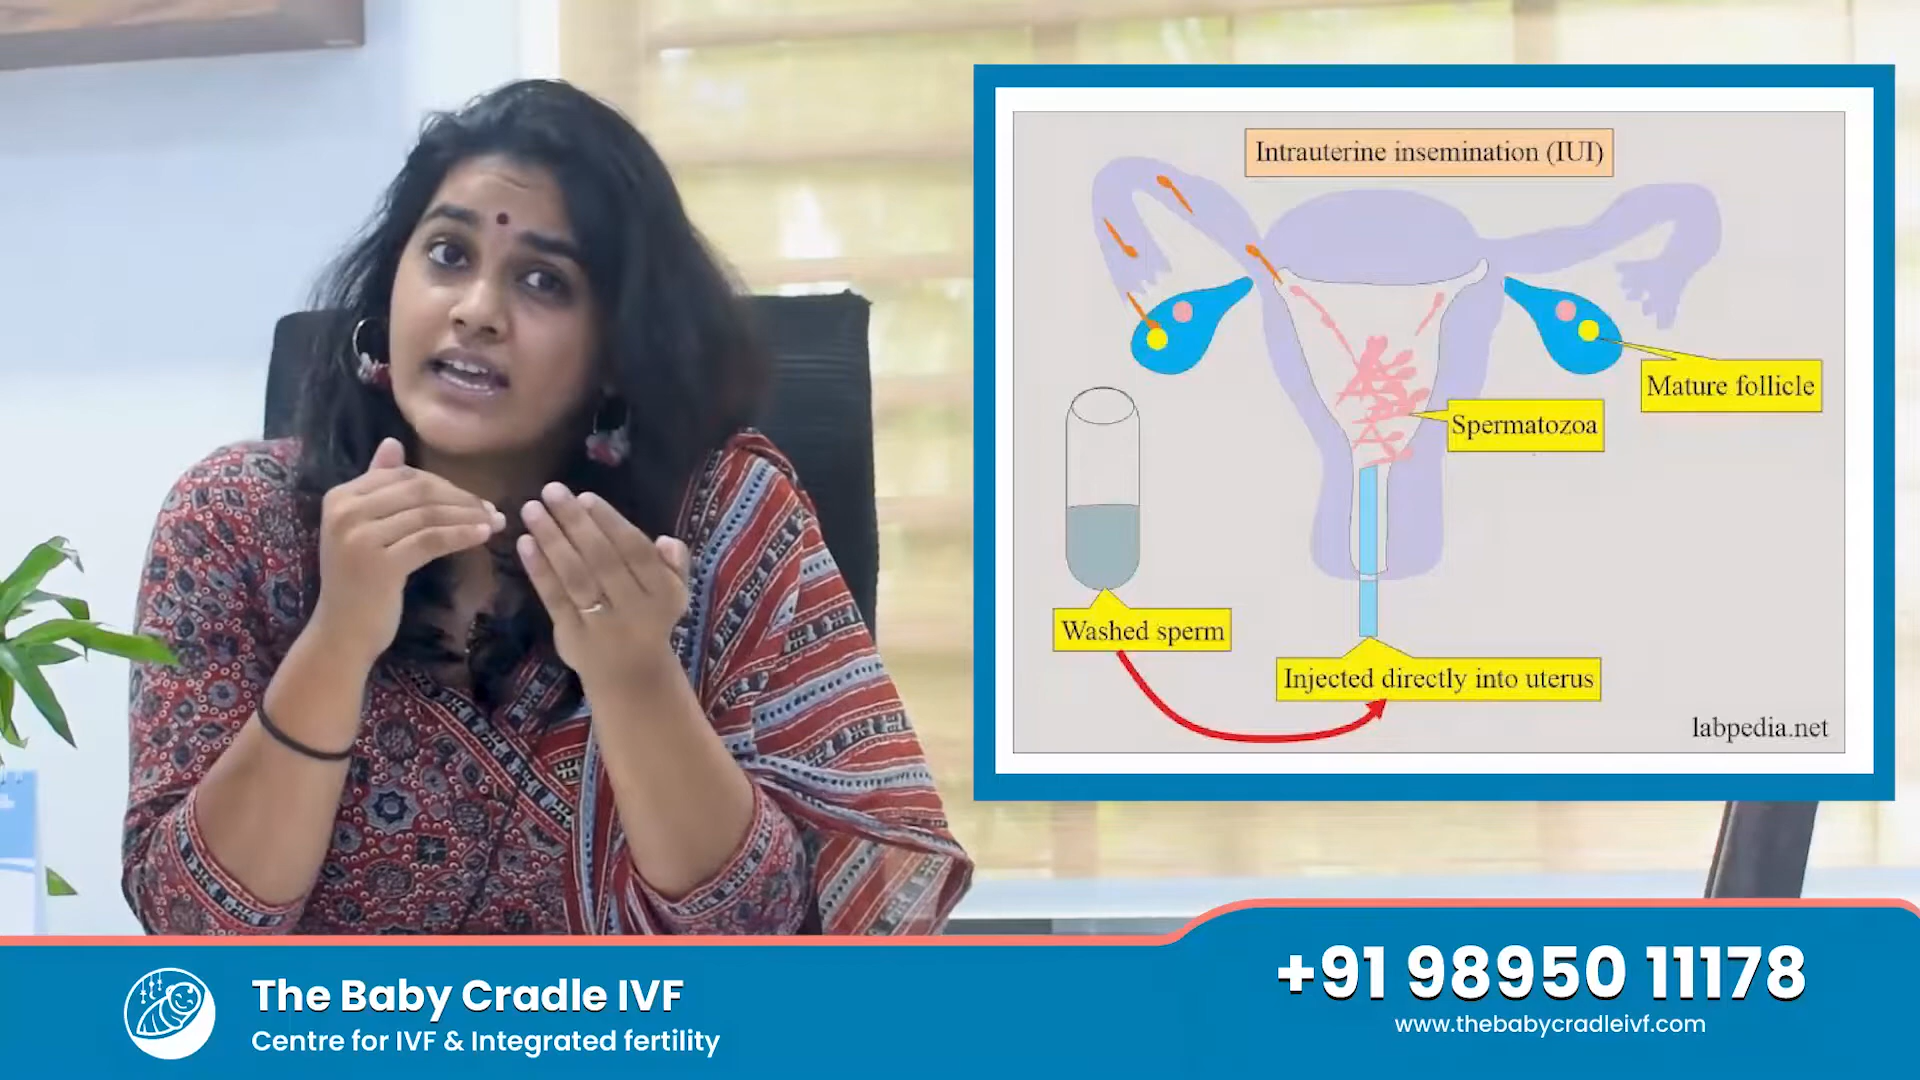 Intrauterine insemination (IUI)
Mature follicle
Spermatozoa
Washed sperm
Injected directly into uterus
labpedia.net
The Baby Cradle IVF
Centre for IVF & Integrated fertility
+91 98950 11178
www.thebabycradleivf.com